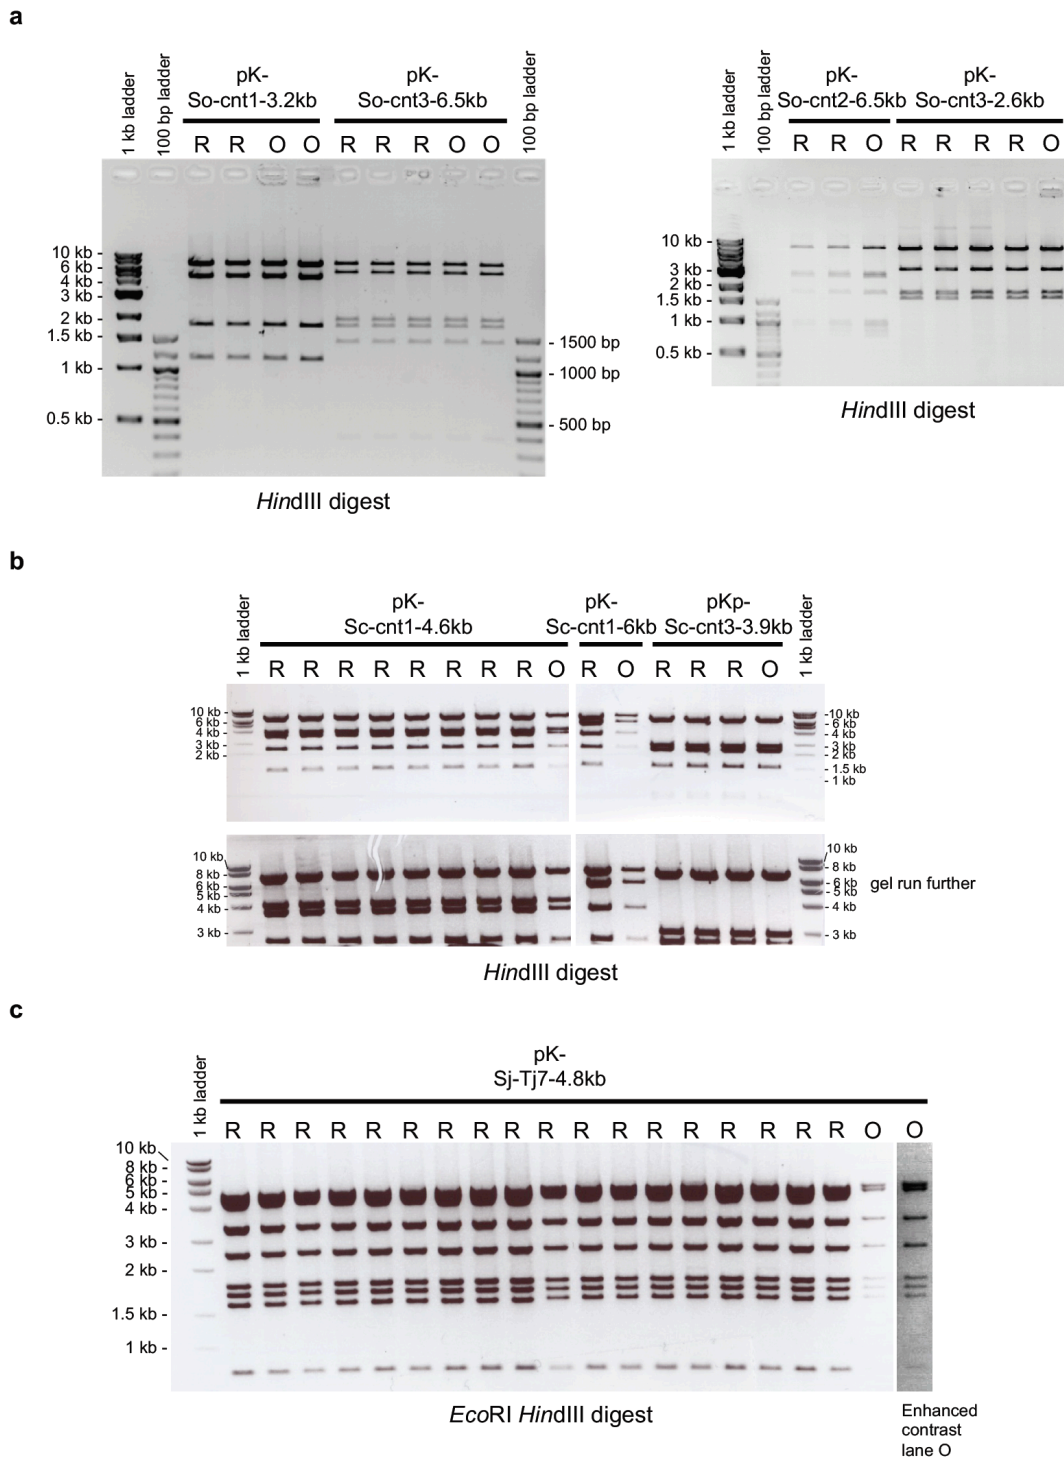 a
1 kb ladder
100 bp ladder
pK-
So-cnt1-3.2kb
pK-
So-cnt3-6.5kb
100 bp ladder
R R O O R R R O O
10 kb -
6 kb -
4 kb -
3 kb -
2 kb -
1.5 kb -
1 kb -
0.5 kb -
- 1500 bp
- 1000 bp
- 500 bp
HindIII digest
1 kb ladder
100 bp ladder
pK-
So-cnt2-6.5kb
pK-
So-cnt3-2.6kb
R R O R R R R O
10 kb -
3 kb -
2 kb -
1.5 kb -
1 kb -
0.5 kb -
HindIII digest
b
1 kb ladder
pK-
Sc-cnt1-4.6kb
pK-
Sc-cnt1-6kb
pKp-
Sc-cnt3-3.9kb
1 kb ladder
R R R R R R R R O R O R R R O
10 kb -
6 kb -
4 kb -
3 kb -
2 kb -
- 10 kb
- 6 kb
- 4 kb
- 3 kb
- 2 kb
- 1.5 kb
- 1 kb
10 kb
8 kb -
6 kb -
5 kb -
4 kb -
3 kb -
10 kb
- 8 kb
- 6 kb
- 5 kb
- 4 kb
- 3 kb
gel run further
HindIII digest
c
1 kb ladder
pK-
Sj-Tj7-4.8kb
R R R R R R R R R R R R R R R R R R O O
10 kb
8 kb -
6 kb -
5 kb -
4 kb -
3 kb -
2 kb -
1.5 kb -
1 kb -
EcoRI HindIII digest
Enhanced
contrast
lane O